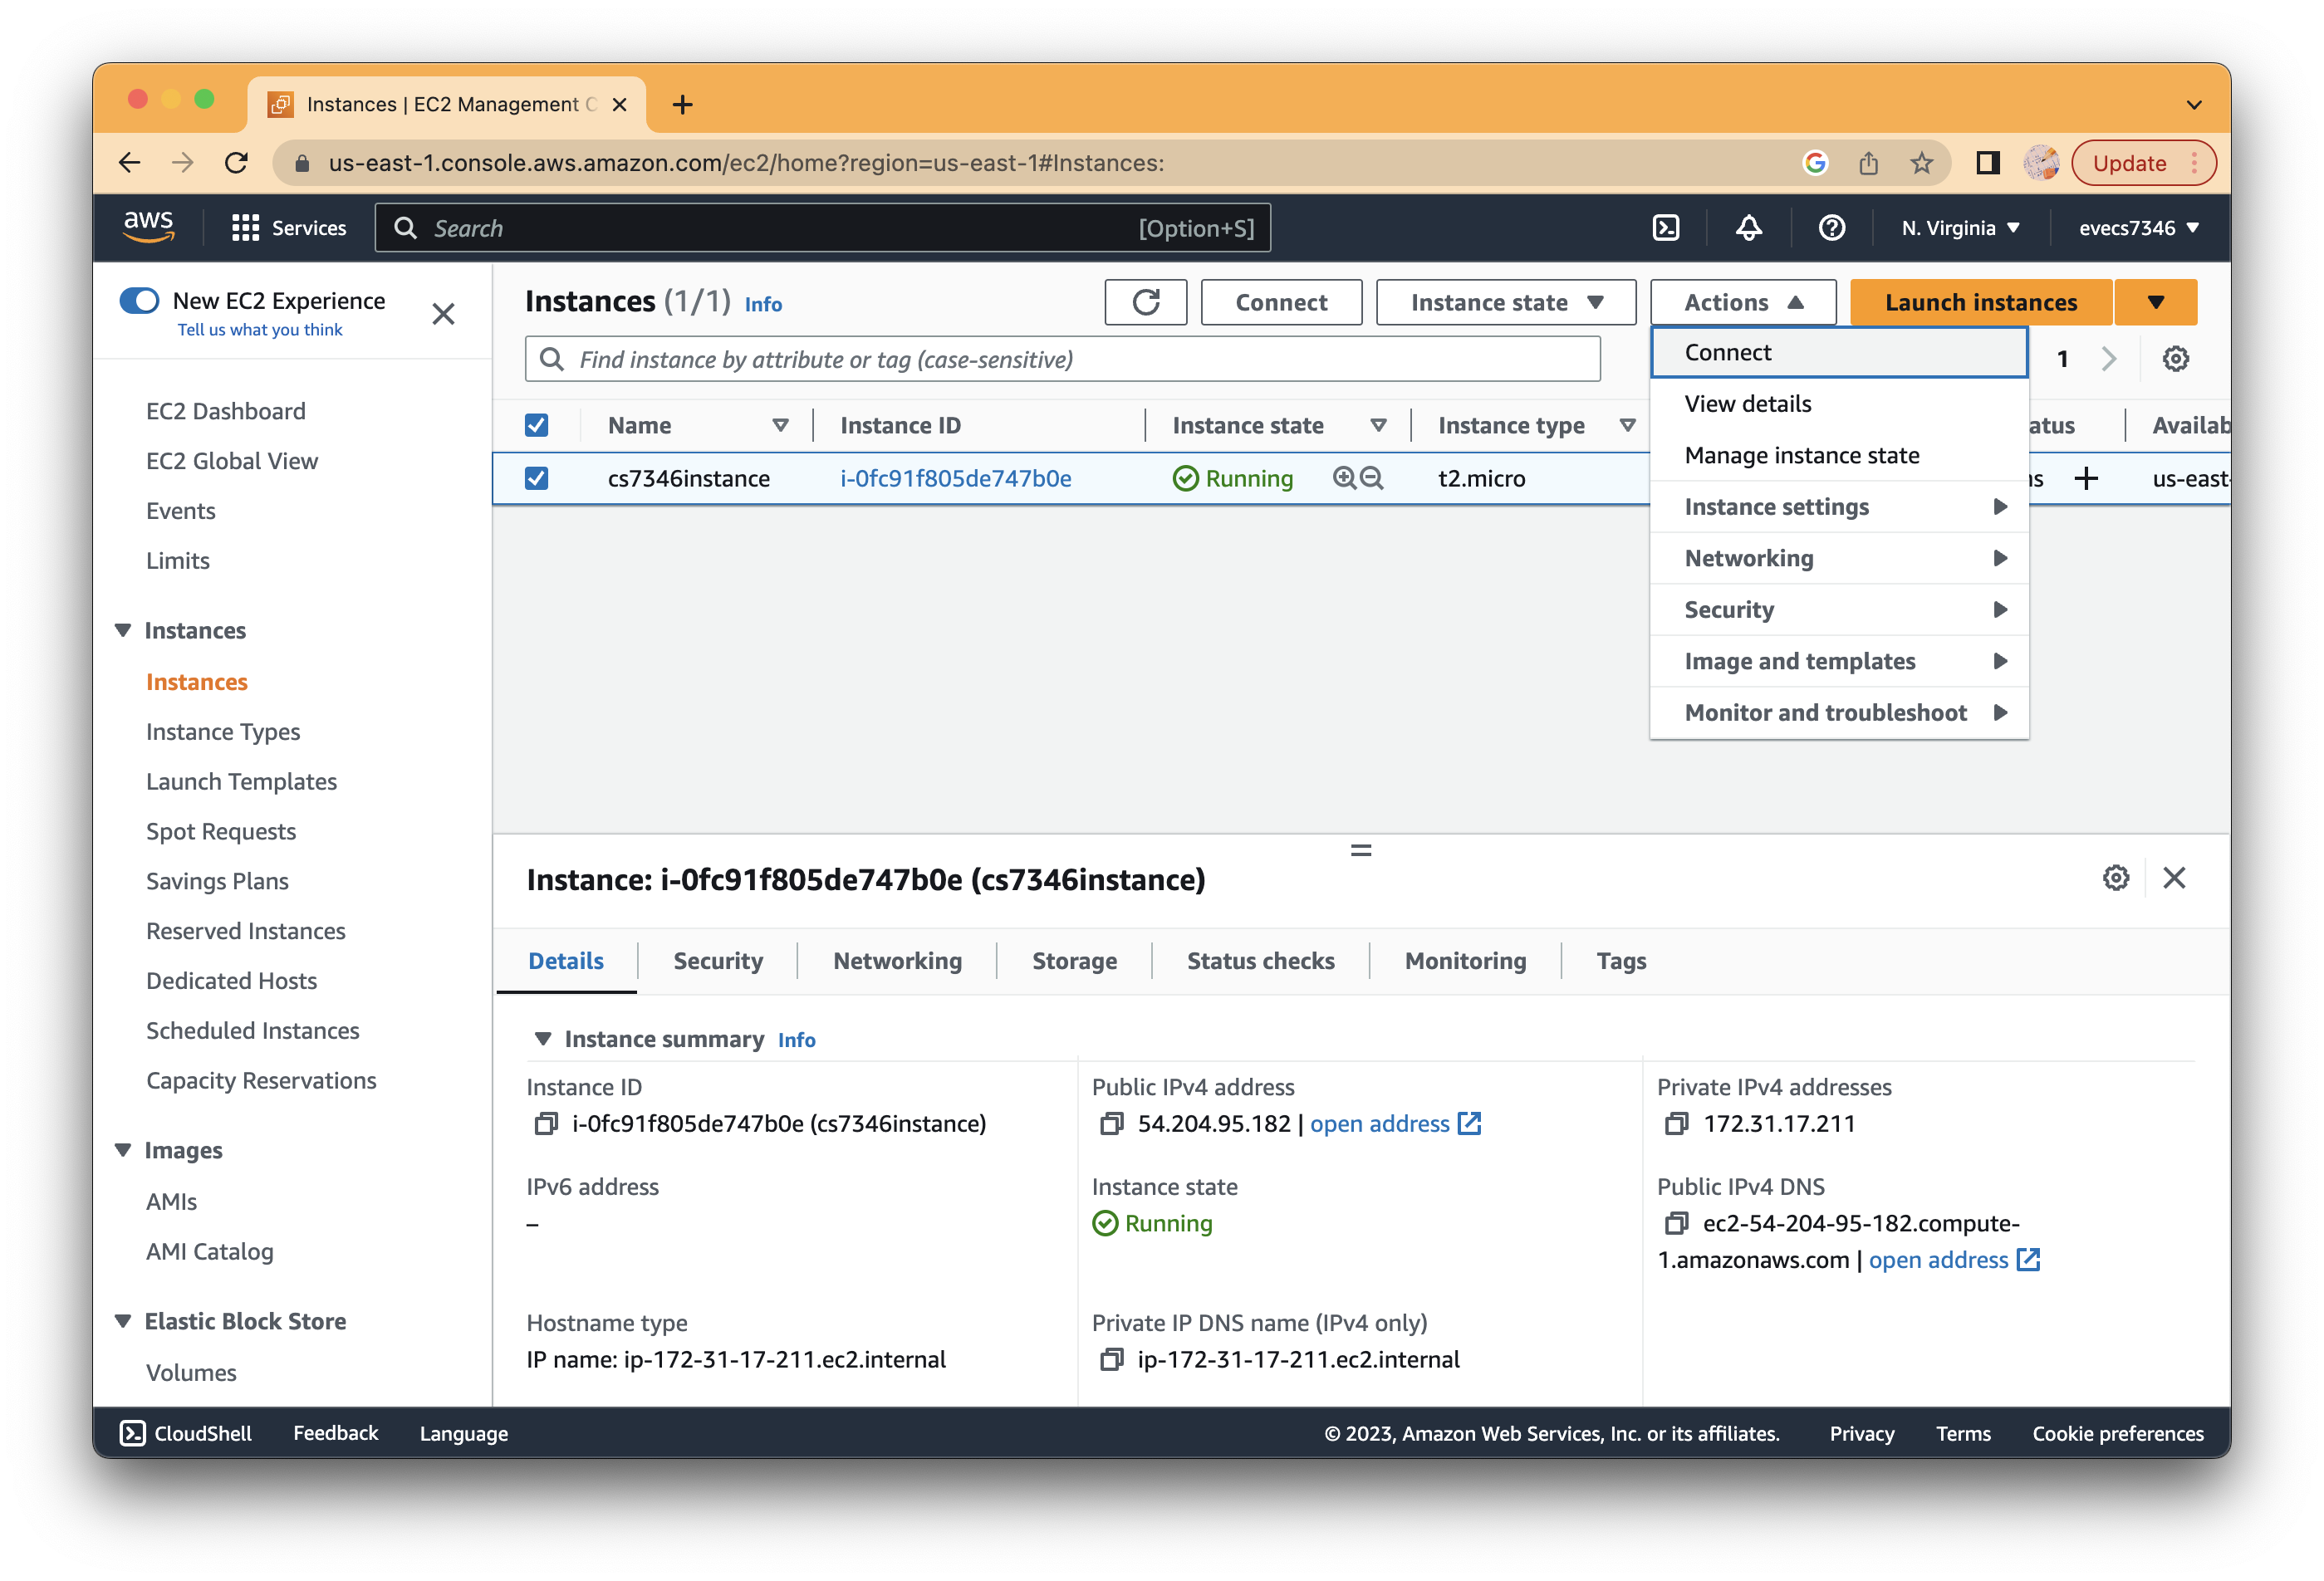 Instances | EC2 Management C
us-east-1.console.aws.amazon.com/ec2/home?region=us-east-1#Instances:
Update
aws
Services
Search
[Option+S]
N. Virginia
evecs7346
New EC2 Experience
Tell us what you think
EC2 Dashboard
EC2 Global View
Events
Limits
Instances
Instances
Instance Types
Launch Templates
Spot Requests
Savings Plans
Reserved Instances
Dedicated Hosts
Scheduled Instances
Capacity Reservations
Images
AMIs
AMI Catalog
Elastic Block Store
Volumes
Instances (1/1) Info
Connect
Instance state
Actions
Launch instances
Find instance by attribute or tag (case-sensitive)
1
Connect
View details
Manage instance state
Instance settings
Networking
Security
Image and templates
Monitor and troubleshoot
Name
Instance ID
Instance state
Instance type
atus
Availab
cs7346instance
i-0fc91f805de747b0e
Running
t2.micro
us-east-
Instance: i-0fc91f805de747b0e (cs7346instance)
Details
Security
Networking
Storage
Status checks
Monitoring
Tags
Instance summary Info
Instance ID
i-0fc91f805de747b0e (cs7346instance)
Public IPv4 address
54.204.95.182 | open address
Private IPv4 addresses
172.31.17.211
IPv6 address
–
Instance state
Running
Public IPv4 DNS
ec2-54-204-95-182.compute-
1.amazonaws.com | open address
Hostname type
IP name: ip-172-31-17-211.ec2.internal
Private IP DNS name (IPv4 only)
ip-172-31-17-211.ec2.internal
CloudShell
Feedback
Language
© 2023, Amazon Web Services, Inc. or its affiliates.
Privacy
Terms
Cookie preferences